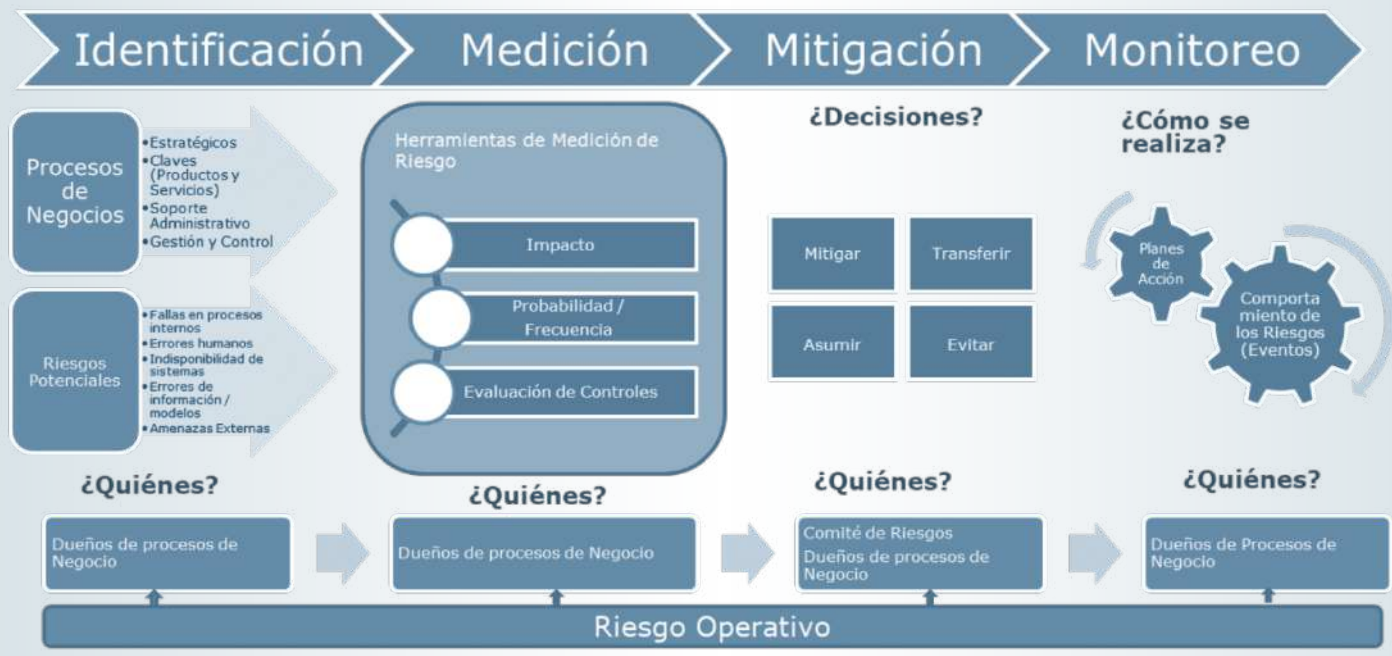 Identificación
Medición
Mitigación
Monitoreo
Procesos
de
Negocios
•Estratégicos
•Claves
(Productos y
Servicios)
•Soporte
Administrativo
•Gestión y Control
Riesgos
Potenciales
•Fallas en procesos
internos
•Errores humanos
•Indisponibilidad de
sistemas
•Errores de
información /
modelos
•Amenazas Externas
¿Quiénes?
Dueños de procesos de
Negocio
Herramientas de Medición de
Riesgo
Impacto
Probabilidad /
Frecuencia
Evaluación de Controles
¿Quiénes?
Dueños de procesos de Negocio
¿Decisiones?
Mitigar
Transferir
Asumir
Evitar
¿Quiénes?
Comité de Riesgos
Dueños de procesos de
Negocio
¿Cómo se
realiza?
Planes
de
Acción
Comporta
miento de
los Riesgos
(Eventos)
¿Quiénes?
Dueños de Procesos de
Negocio
Riesgo Operativo